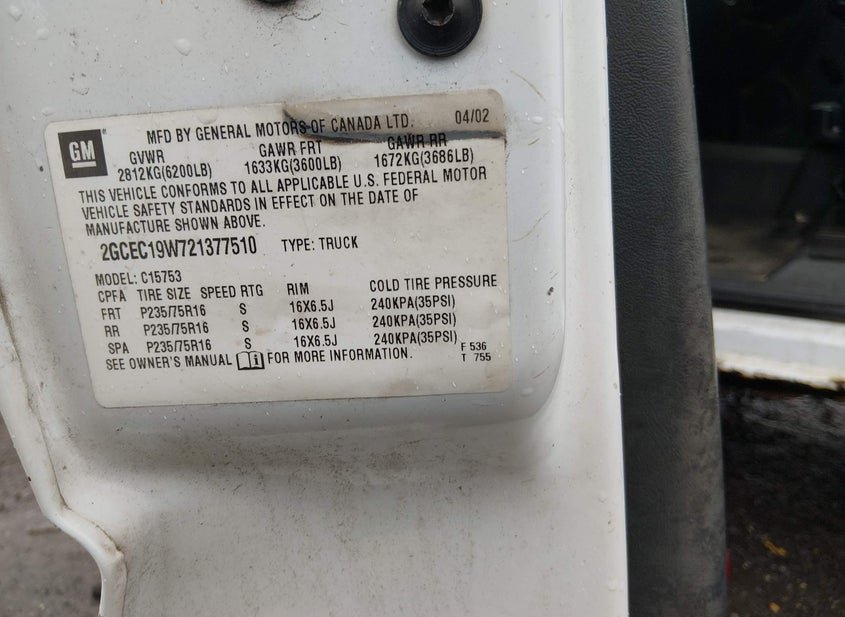 GM
MFD BY GENERAL MOTORS OF CANADA LTD. 04/02
GVWR GAWR FRT GAWR RR
2812KG(6200LB) 1633KG(3600LB) 1672KG(3686LB)
THIS VEHICLE CONFORMS TO ALL APPLICABLE U.S. FEDERAL MOTOR
VEHICLE SAFETY STANDARDS IN EFFECT ON THE DATE OF
MANUFACTURE SHOWN ABOVE.
2GCEC19W721377510 TYPE: TRUCK
MODEL: C15753
CPFA TIRE SIZE SPEED RTG RIM COLD TIRE PRESSURE
FRT P235/75R16 S 16X6.5J 240KPA(35PSI)
RR P235/75R16 S 16X6.5J 240KPA(35PSI)
SPA P235/75R16 S 16X6.5J 240KPA(35PSI)
SEE OWNER'S MANUAL FOR MORE INFORMATION.
F 536
T 755